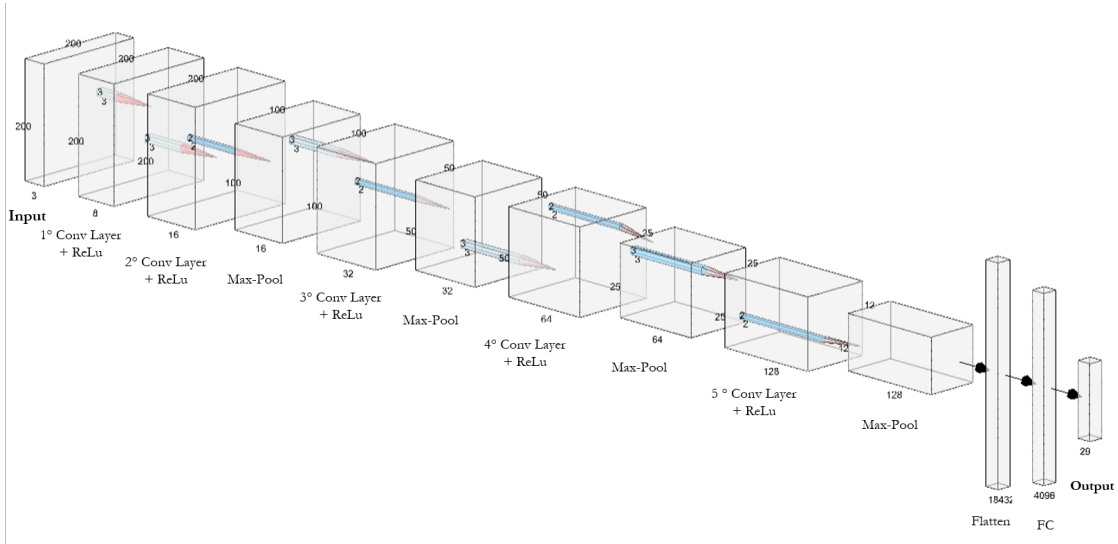 200
200
3
Input
3
3
200
200
8
1° Conv Layer
+ ReLu
3
3
200
200
16
2° Conv Layer
+ ReLu
2
2
100
100
16
Max-Pool
3
3
100
100
32
3° Conv Layer
+ ReLu
2
2
50
50
32
Max-Pool
3
3
50
50
64
4° Conv Layer
+ ReLu
2
2
25
25
64
Max-Pool
3
3
25
25
128
5 ° Conv Layer
+ ReLu
2
2
12
12
128
Max-Pool
18432
Flatten
4096
FC
29
Output